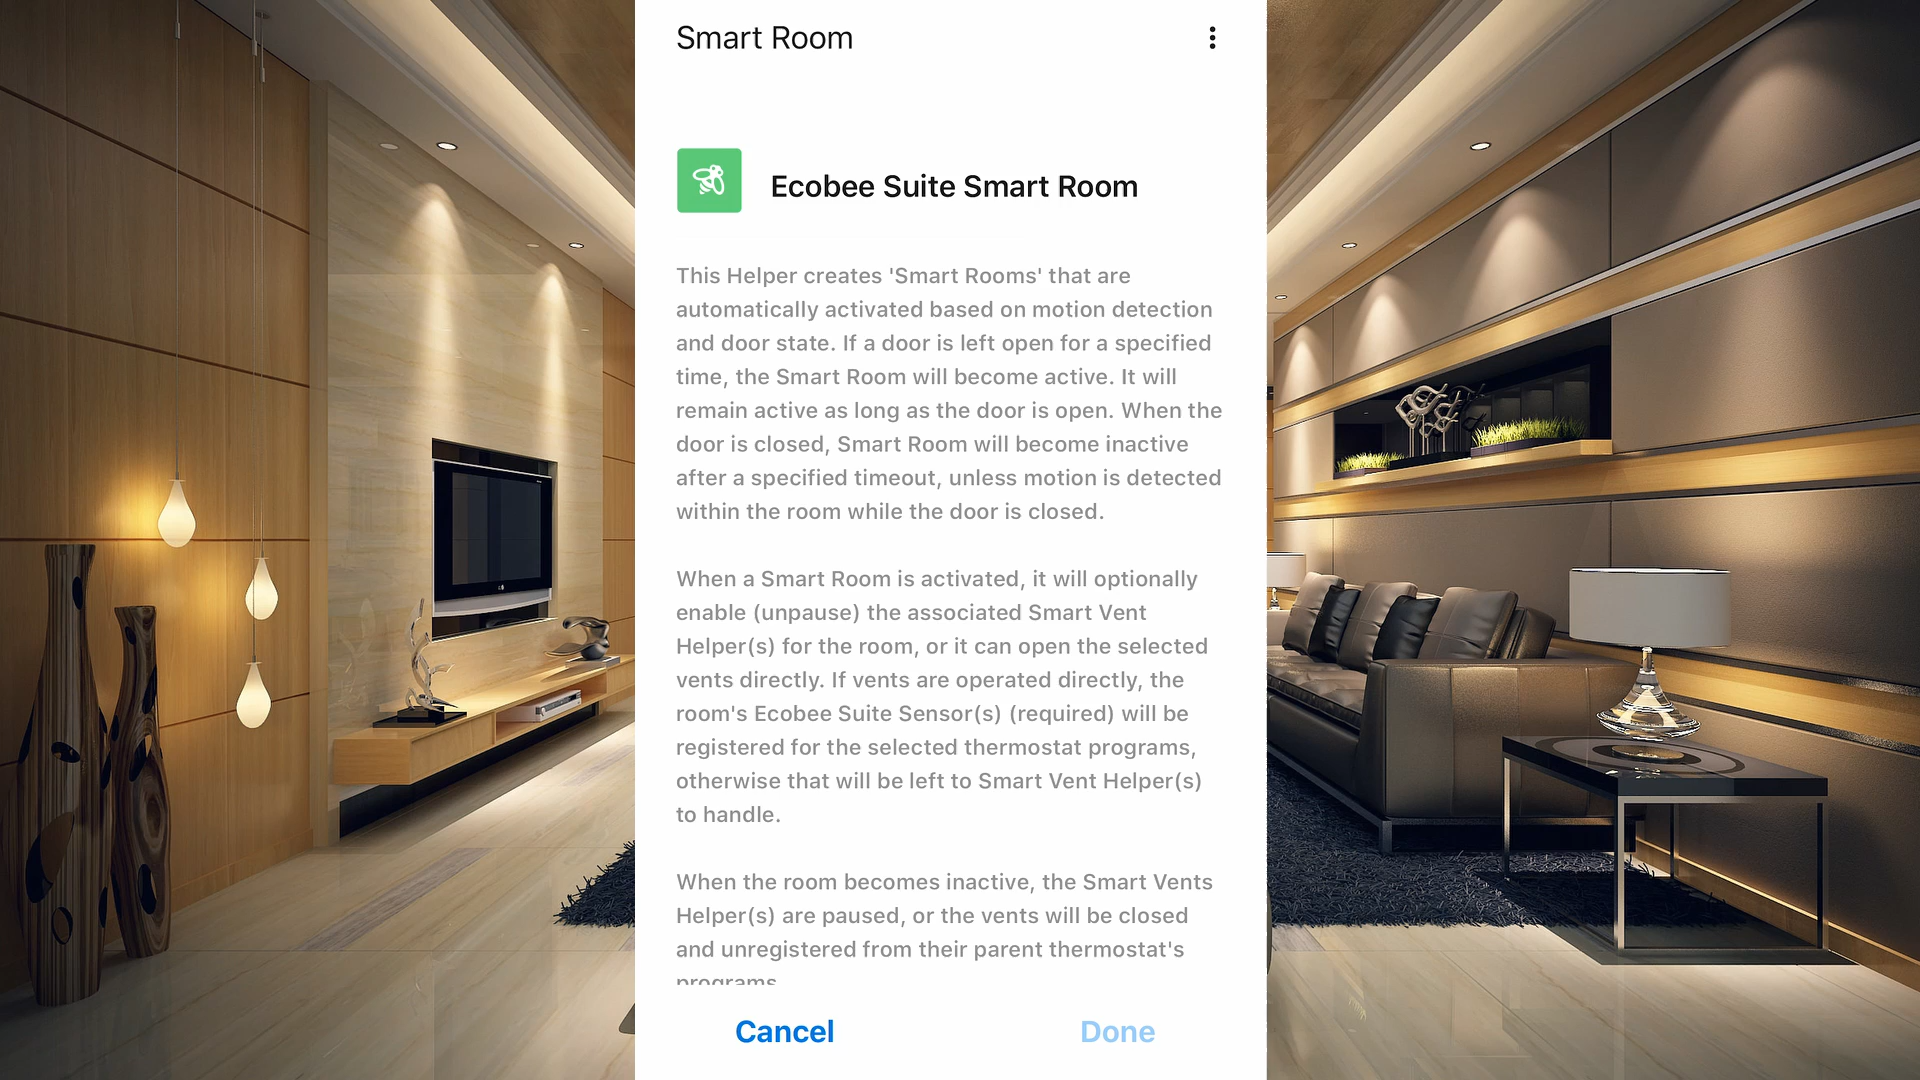 Smart Room
Ecobee Suite Smart Room
This Helper creates 'Smart Rooms' that are
automatically activated based on motion detection
and door state. If a door is left open for a specified
time, the Smart Room will become active. It will
remain active as long as the door is open. When the
door is closed, Smart Room will become inactive
after a specified timeout, unless motion is detected
within the room while the door is closed.
When a Smart Room is activated, it will optionally
enable (unpause) the associated Smart Vent
Helper(s) for the room, or it can open the selected
vents directly. If vents are operated directly, the
room's Ecobee Suite Sensor(s) (required) will be
registered for the selected thermostat programs,
otherwise that will be left to Smart Vent Helper(s)
to handle.
When the room becomes inactive, the Smart Vents
Helper(s) are paused, or the vents will be closed
and unregistered from their parent thermostat's
programs
Cancel
Done